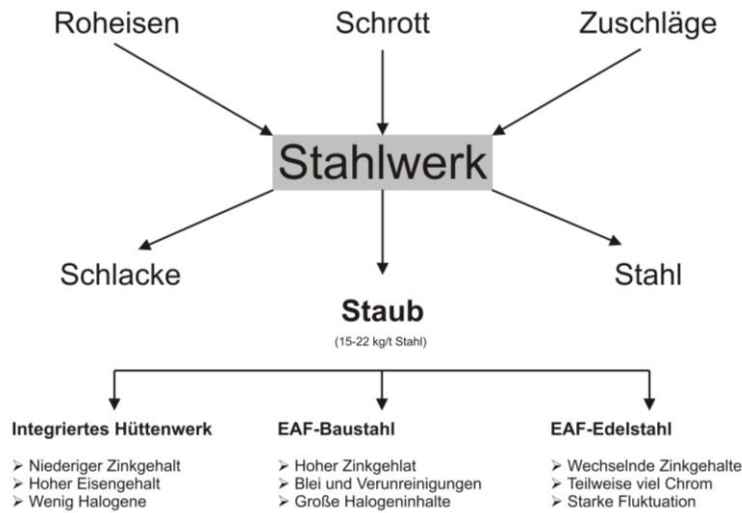 Roheisen
Schrott
Zuschläge
Stahlwerk
Schlacke
Stahl
Staub
(15-22 kg/t Stahl)
Integriertes Hüttenwerk
➢ Niederiger Zinkgehalt
➢ Hoher Eisengehalt
➢ Wenig Halogene
EAF-Baustahl
➢ Hoher Zinkgehlat
➢ Blei und Verunreinigungen
➢ Große Halogeninhalte
EAF-Edelstahl
➢ Wechselnde Zinkgehalte
➢ Teilweise viel Chrom
➢ Starke Fluktuation